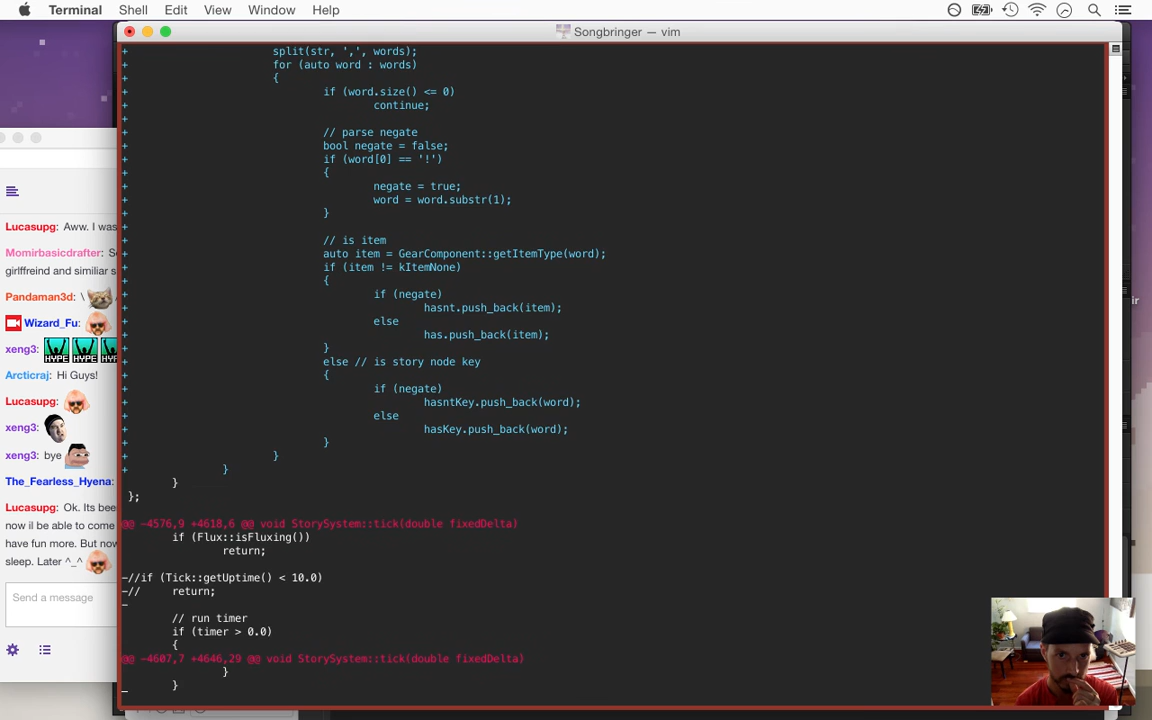 Terminal Shell Edit View Window Help
Songbringer — vim
+ split(str, ',', words);
+ for (auto word : words)
+ {
+ if (word.size() <= 0)
+ continue;
+
+ // parse negate
+ bool negate = false;
+ if (word[0] == '!')
+ {
+ negate = true;
+ word = word.substr(1);
+ }
+
+ // is item
+ auto item = GearComponent::getItemType(word);
+ if (item != kItemNone)
+ {
+ if (negate)
+ hasnt.push_back(item);
+ else
+ has.push_back(item);
+ }
+ else // is story node key
+ {
+ if (negate)
+ hasntKey.push_back(word);
+ else
+ hasKey.push_back(word);
+ }
+ }
+ }
}
};
@@ -4576,9 +4618,6 @@ void StorySystem::tick(double fixedDelta)
if (Flux::isFluxing())
return;
-//if (Tick::getUptime() < 10.0)
-// return;
-
// run timer
if (timer > 0.0)
{
@@ -4607,7 +4646,29 @@ void StorySystem::tick(double fixedDelta)
}
}
Lucasupg: Aww. I was
Momirbasicdrafter:
girlffreind and similiar s
Pandaman3d: \
Wizard_Fu:
xeng3: HYPE HYPE HYPE
Arcticraj: Hi Guys!
Lucasupg:
xeng3:
xeng3: bye
The_Fearless_Hyena:
Lucasupg: Ok. Its bee
now il be able to come
have fun more. But now
sleep. Later ^_^
Send a message
ir